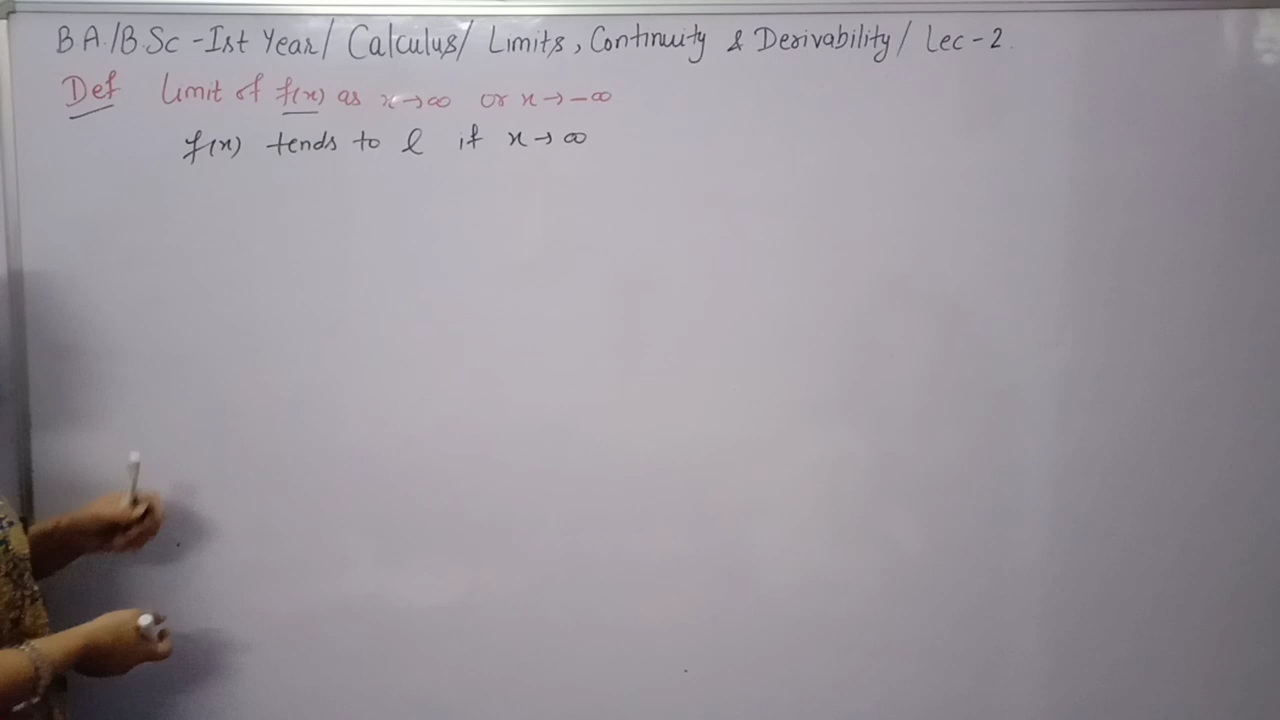 B.A./B.Sc - Ist Year/ Calculus/ Limits, Continuity & Derivability/ Lec-2.
Def Limit of f(x) as x→∞ or x→-∞
f(x) tends to l if x→∞